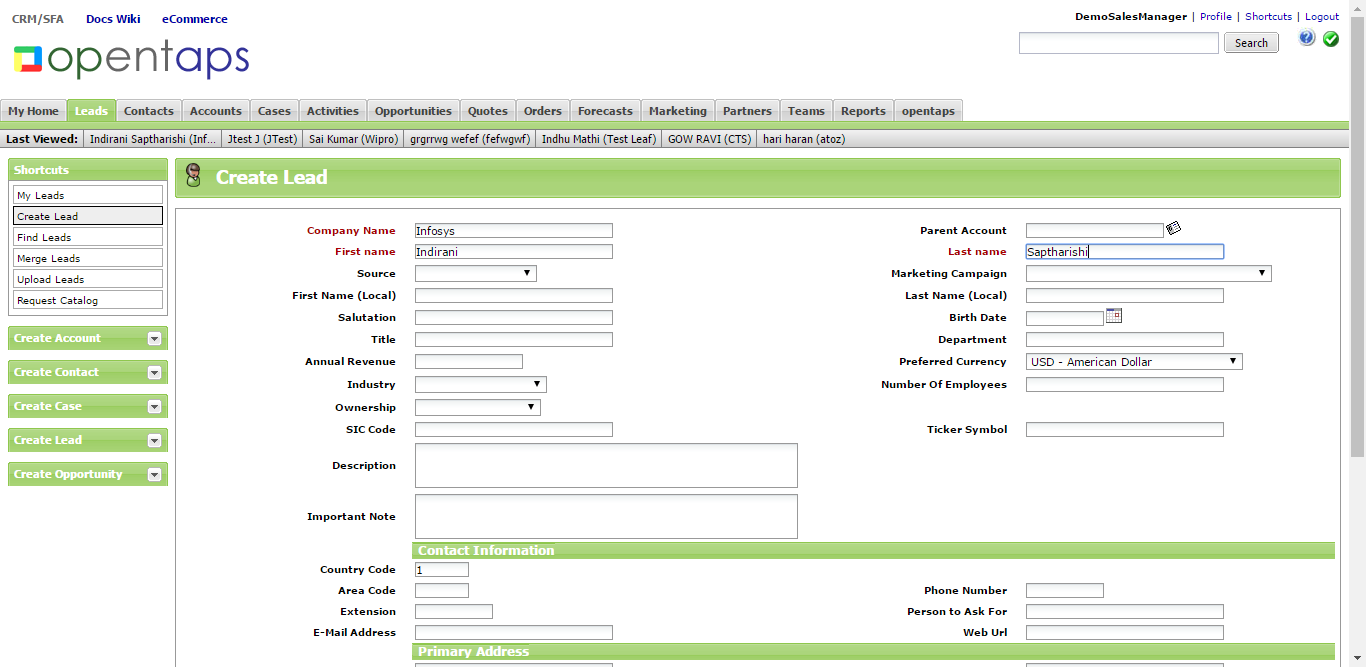 CRM/SFA Docs Wiki eCommerce
DemoSalesManager | Profile | Shortcuts | Logout
opentaps
Search
?
My Home Leads Contacts Accounts Cases Activities Opportunities Quotes Orders Forecasts Marketing Partners Teams Reports opentaps
Last Viewed: Indirani Saptharishi (Inf... Jtest J (JTest) Sai Kumar (Wipro) grgrrwg wefef (fefwgwf) Indhu Mathi (Test Leaf) GOW RAVI (CTS) hari haran (atoz)
Shortcuts
My Leads
Create Lead
Find Leads
Merge Leads
Upload Leads
Request Catalog
Create Account
Create Contact
Create Case
Create Lead
Create Opportunity
Create Lead
Company Name Infosys Parent Account
First name Indirani Last name Saptharishi
Source Marketing Campaign
First Name (Local) Last Name (Local)
Salutation Birth Date
Title Department
Annual Revenue Preferred Currency USD - American Dollar
Industry Number Of Employees
Ownership
SIC Code Ticker Symbol
Description
Important Note
Contact Information
Country Code 1
Area Code Phone Number
Extension Person to Ask For
E-Mail Address Web Url
Primary Address